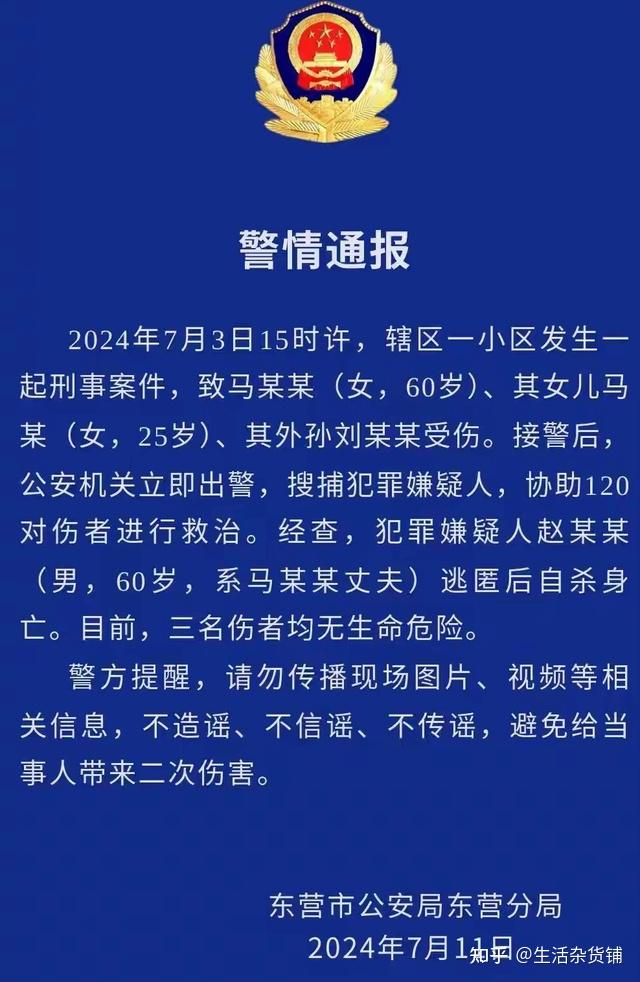 警情通报
2024年7月3日15时许，辖区一小区发生一
起刑事案件，致马某某（女，60岁）、其女儿马
某（女，25岁）、其外孙刘某某受伤。接警后，
公安机关立即出警，搜捕犯罪嫌疑人，协助120
对伤者进行救治。经查，犯罪嫌疑人赵某某
（男，60岁，系马某某丈夫）逃匿后自杀身
亡。目前，三名伤者均无生命危险。
警方提醒，请勿传播现场图片、视频等相
关信息，不造谣、不信谣、不传谣，避免给当
事人带来二次伤害。
东营市公安局东营分局
2024年7月11日
知乎 @生活杂货铺